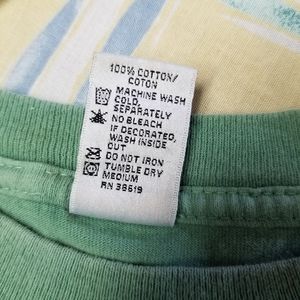 100% COTTON/
COTON
MACHINE WASH
COLD,
SEPARATELY
NO BLEACH
IF DECORATED,
WASH INSIDE
OUT
DO NOT IRON
TUMBLE DRY
MEDIUM
RN 36619